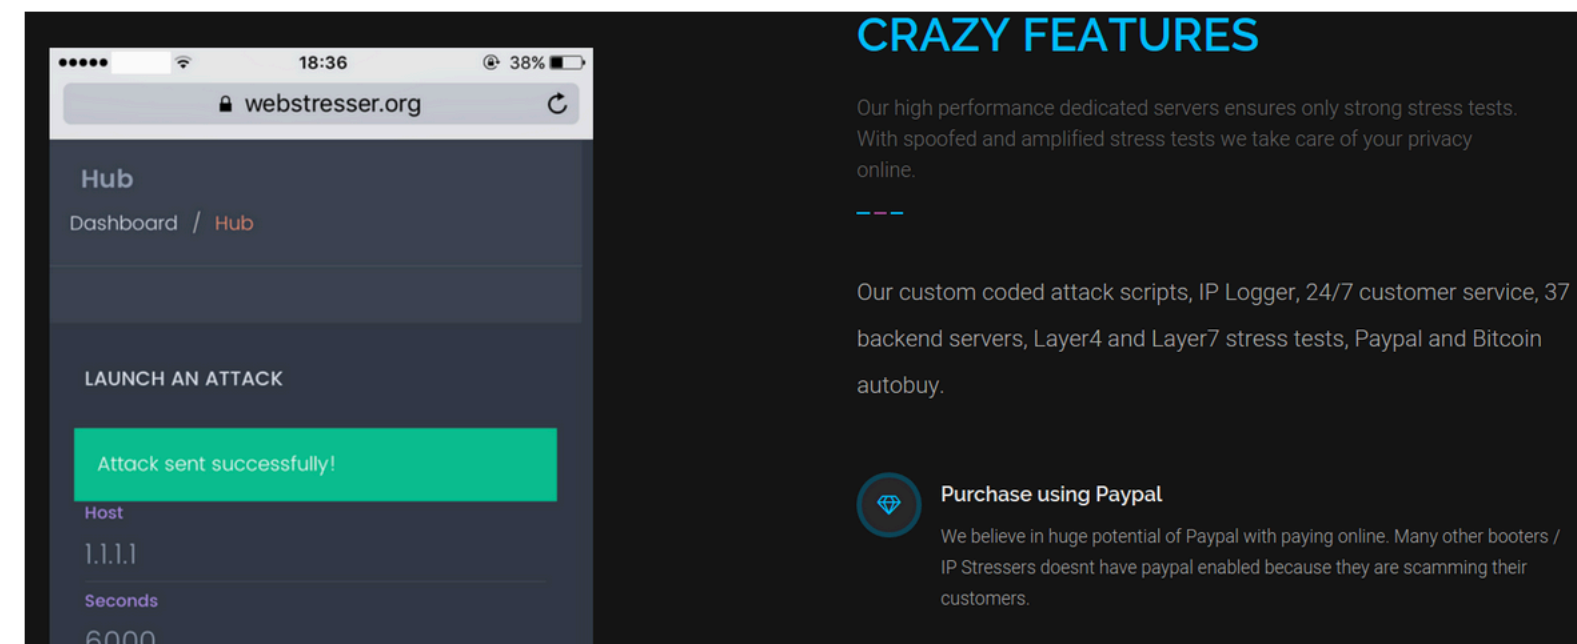 18:36
38%
webstresser.org
Hub
Dashboard / Hub
LAUNCH AN ATTACK
Attack sent successfully!
Host
1.1.1.1
Seconds
6000
CRAZY FEATURES
Our high performance dedicated servers ensures only strong stress tests.
With spoofed and amplified stress tests we take care of your privacy
online.
Our custom coded attack scripts, IP Logger, 24/7 customer service, 37
backend servers, Layer4 and Layer7 stress tests, Paypal and Bitcoin
autobuy.
Purchase using Paypal
We believe in huge potential of Paypal with paying online. Many other booters /
IP Stressers doesnt have paypal enabled because they are scamming their
customers.